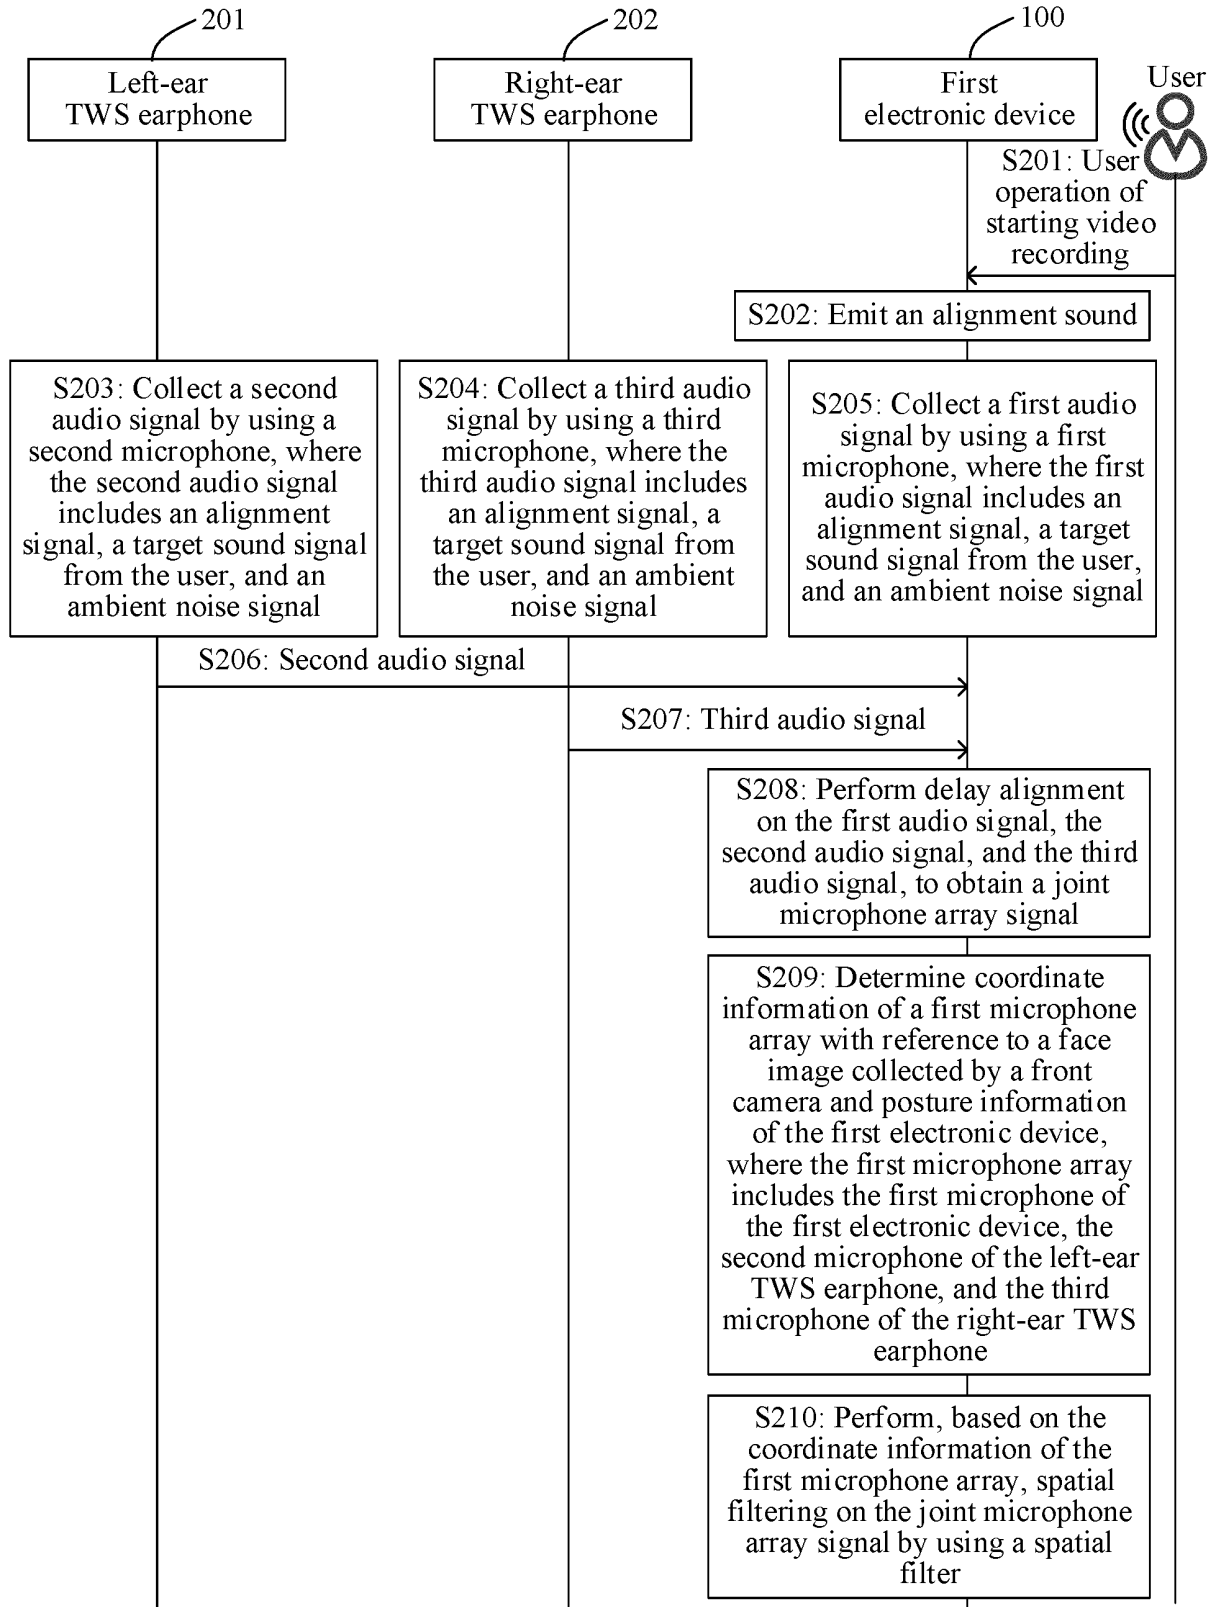 201
202
100
Left-ear
TWS earphone
Right-ear
TWS earphone
First
electronic device
User
S201: User
operation of
starting video
recording
S202: Emit an alignment sound
S203: Collect a second
audio signal by using a
second microphone, where
the second audio signal
includes an alignment
signal, a target sound signal
from the user, and an
ambient noise signal
S204: Collect a third audio
signal by using a third
microphone, where the
third audio signal includes
an alignment signal, a
target sound signal from
the user, and an ambient
noise signal
S205: Collect a first audio
signal by using a first
microphone, where the first
audio signal includes an
alignment signal, a target
sound signal from the user,
and an ambient noise signal
S206: Second audio signal
S207: Third audio signal
S208: Perform delay alignment
on the first audio signal, the
second audio signal, and the third
audio signal, to obtain a joint
microphone array signal
S209: Determine coordinate
information of a first microphone
array with reference to a face
image collected by a front
camera and posture information
of the first electronic device,
where the first microphone array
includes the first microphone of
the first electronic device, the
second microphone of the left-ear
TWS earphone, and the third
microphone of the right-ear TWS
earphone
S210: Perform, based on the
coordinate information of the
first microphone array, spatial
filtering on the joint microphone
array signal by using a spatial
filter